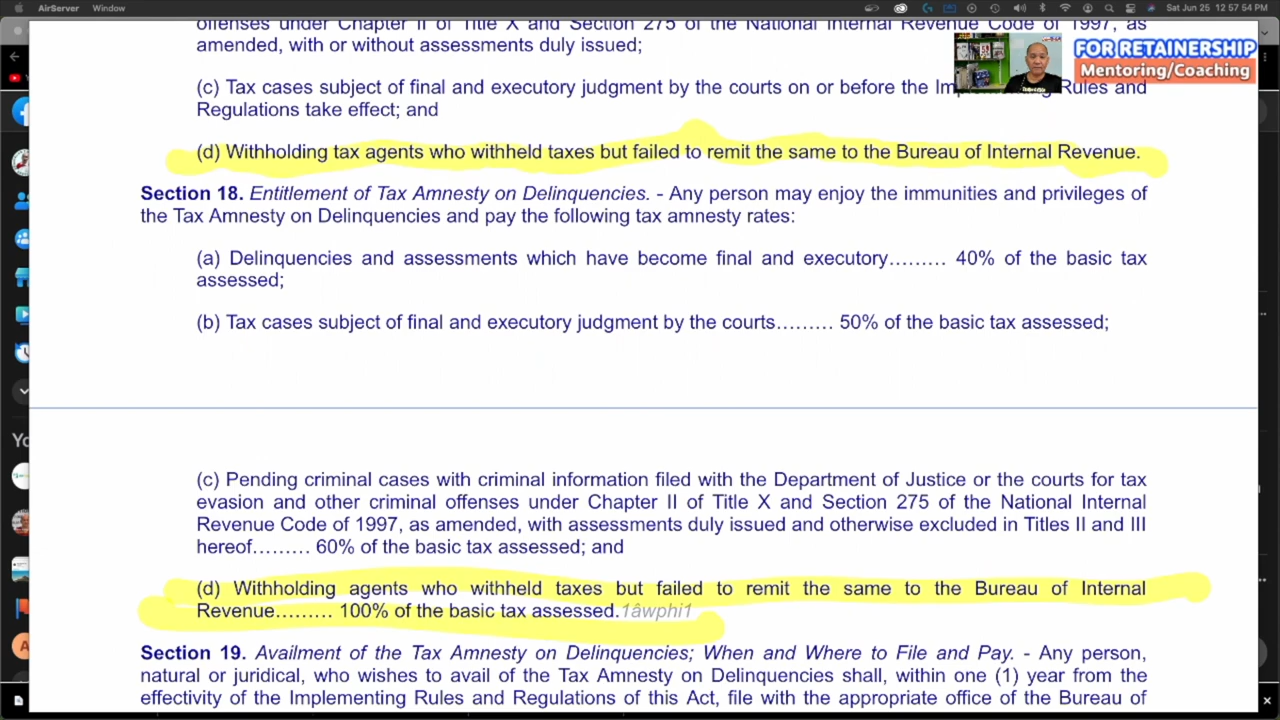 AirServer Window
Sat Jun 25 12:57:54 PM
offenses under Chapter II of Title X and Section 275 of the National Internal Revenue Code of 1997, as
amended, with or without assessments duly issued;
FOR RETAINERSHIP
Mentoring/Coaching
(c) Tax cases subject of final and executory judgment by the courts on or before the Rules and
Regulations take effect; and
(d) Withholding tax agents who withheld taxes but failed to remit the same to the Bureau of Internal Revenue.
Section 18. Entitlement of Tax Amnesty on Delinquencies. - Any person may enjoy the immunities and privileges of
the Tax Amnesty on Delinquencies and pay the following tax amnesty rates:
(a) Delinquencies and assessments which have become final and executory……... 40% of the basic tax
assessed;
(b) Tax cases subject of final and executory judgment by the courts……... 50% of the basic tax assessed;
(c) Pending criminal cases with criminal information filed with the Department of Justice or the courts for tax
evasion and other criminal offenses under Chapter II of Title X and Section 275 of the National Internal
Revenue Code of 1997, as amended, with assessments duly issued and otherwise excluded in Titles II and III
hereof……... 60% of the basic tax assessed; and
(d) Withholding agents who withheld taxes but failed to remit the same to the Bureau of Internal
Revenue……... 100% of the basic tax assessed.1âwphi1
Section 19. Availment of the Tax Amnesty on Delinquencies; When and Where to File and Pay. - Any person,
natural or juridical, who wishes to avail of the Tax Amnesty on Delinquencies shall, within one (1) year from the
effectivity of the Implementing Rules and Regulations of this Act, file with the appropriate office of the Bureau of